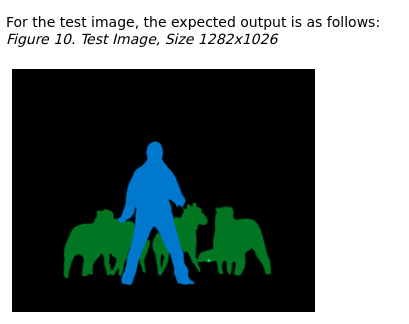 For the test image, the expected output is as follows:
Figure 10. Test Image, Size 1282x1026